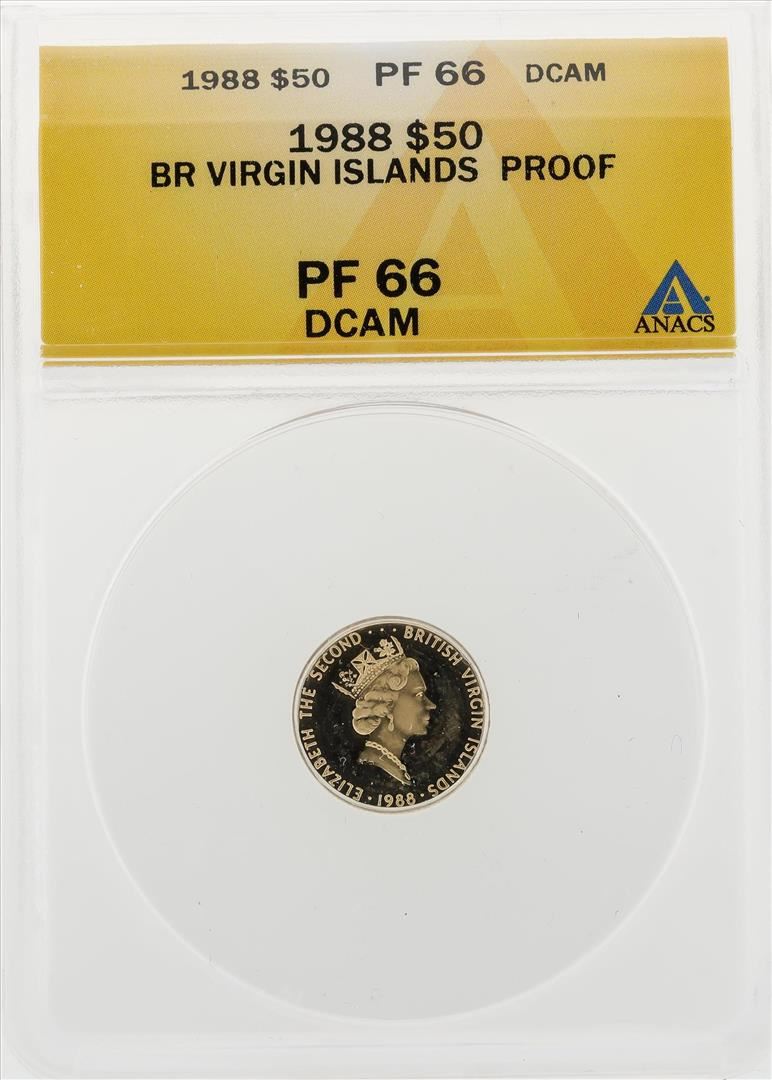 1988 $50 PF 66 DCAM
1988 $50
BR VIRGIN ISLANDS PROOF
PF 66
DCAM
ANACS
ELIZABETH THE SECOND · · · BRITISH VIRGIN ISLANDS · 1988 ·